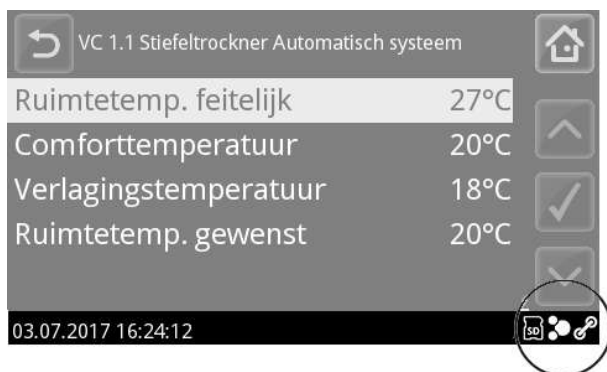 VC 1.1 Stiefeltrockner Automatisch systeem
Ruimtetemp. feitelijk 27°C
Comforttemperatuur 20°C
Verlagingstemperatuur 18°C
Ruimtetemp. gewenst 20°C
03.07.2017 16:24:12 SD